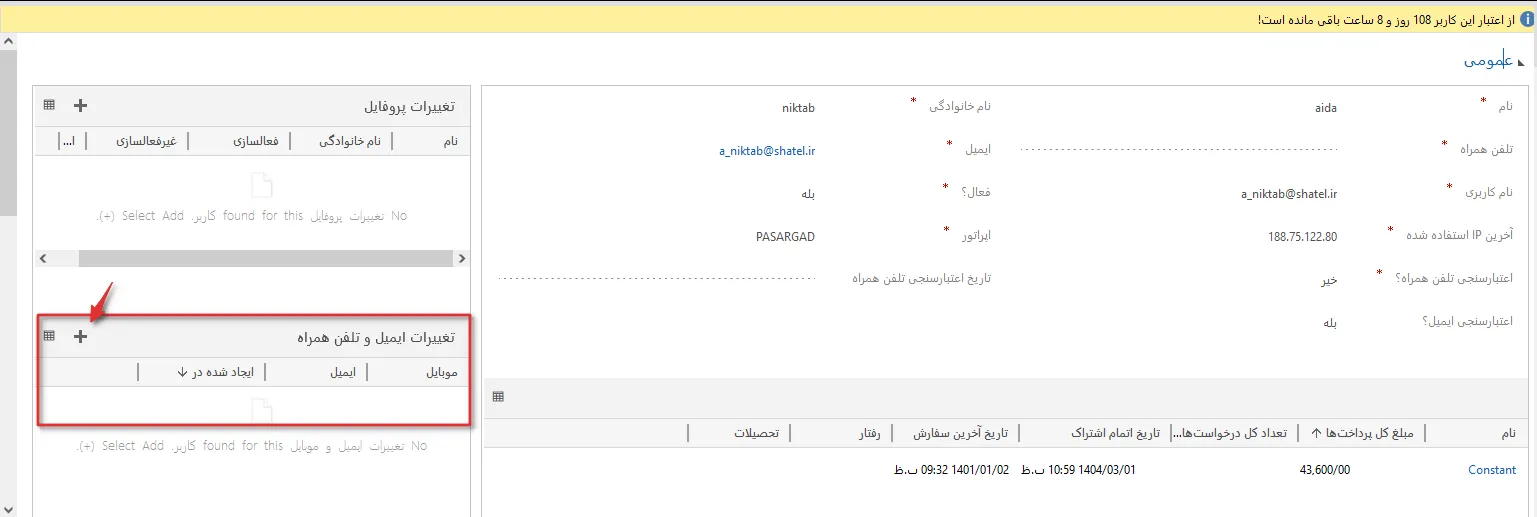 از اعتبار این کاربر 108 روز و 8 ساعت باقی مانده است!
عمومی
نام * aida
نام خانوادگی * niktab
تلفن همراه *
ایمیل * a_niktab@shatel.ir
نام کاربری * a_niktab@shatel.ir
فعال؟ * بله
آخرین IP استفاده شده * 188.75.122.80
اپراتور * PASARGAD
اعتبارسنجی تلفن همراه؟ * خیر
تاریخ اعتبارسنجی تلفن همراه
اعتبارسنجی ایمیل؟ بله
نام مبلغ کل پرداخت‌ها ↑ تعداد کل درخواست‌ها... تاریخ اتمام اشتراک تاریخ آخرین سفارش رفتار تحصیلات
Constant 43,600/00 1404/03/01 10:59 ب.ظ 1401/01/02 09:32 ب.ظ
تغییرات پروفایل
نام نام خانوادگی فعالسازی غیرفعالسازی ا...
No تغییرات پروفایل found for this کاربر. Select Add (+).
تغییرات ایمیل و تلفن همراه
موبایل ایمیل ایجاد شده در ↓
No تغییرات ایمیل و موبایل found for this کاربر. Select Add (+).